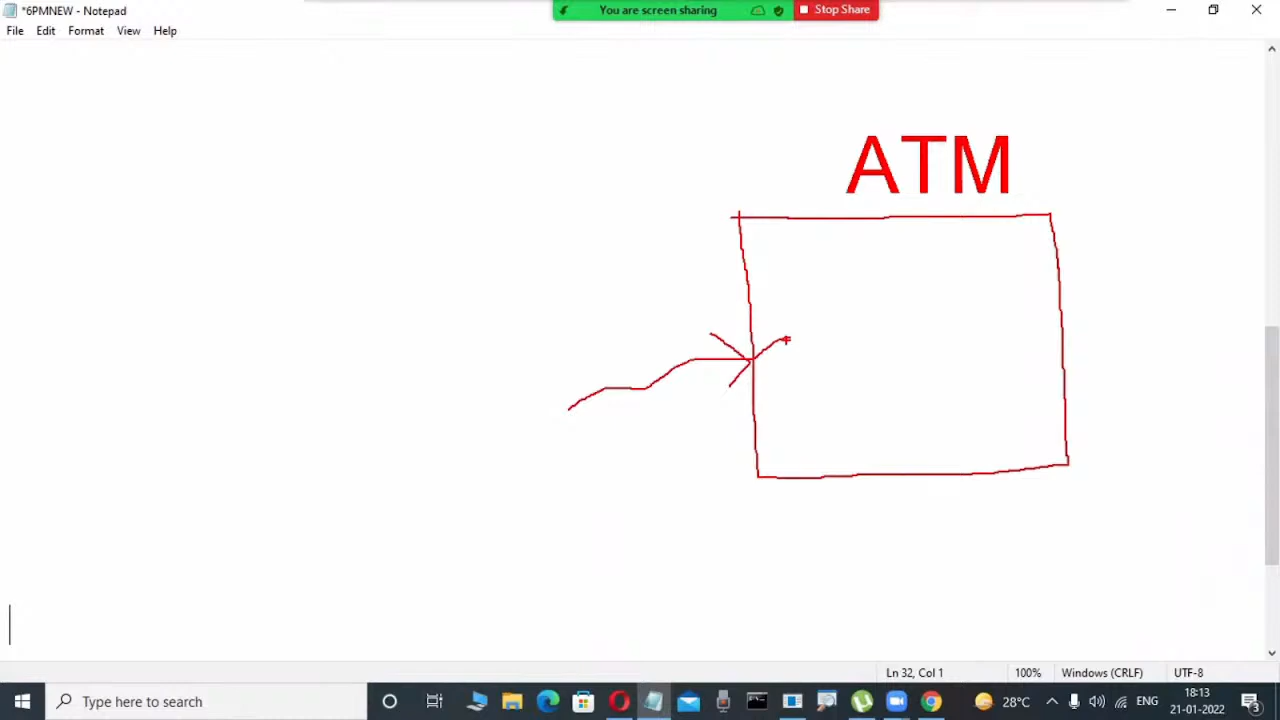 *6PMNEW - Notepad
You are screen sharing
Stop Share
File Edit Format View Help
ATM
Ln 32, Col 1
100%
Windows (CRLF)
UTF-8
Type here to search
28°C
ENG
18:13
21-01-2022
3